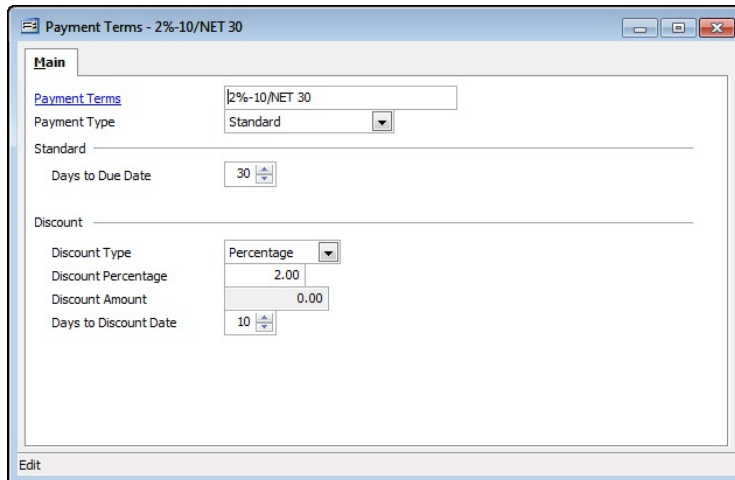 Payment Terms - 2%-10/NET 30
Main
Payment Terms 2%-10/NET 30
Payment Type Standard
Standard
Days to Due Date 30
Discount
Discount Type Percentage
Discount Percentage 2.00
Discount Amount 0.00
Days to Discount Date 10
Edit